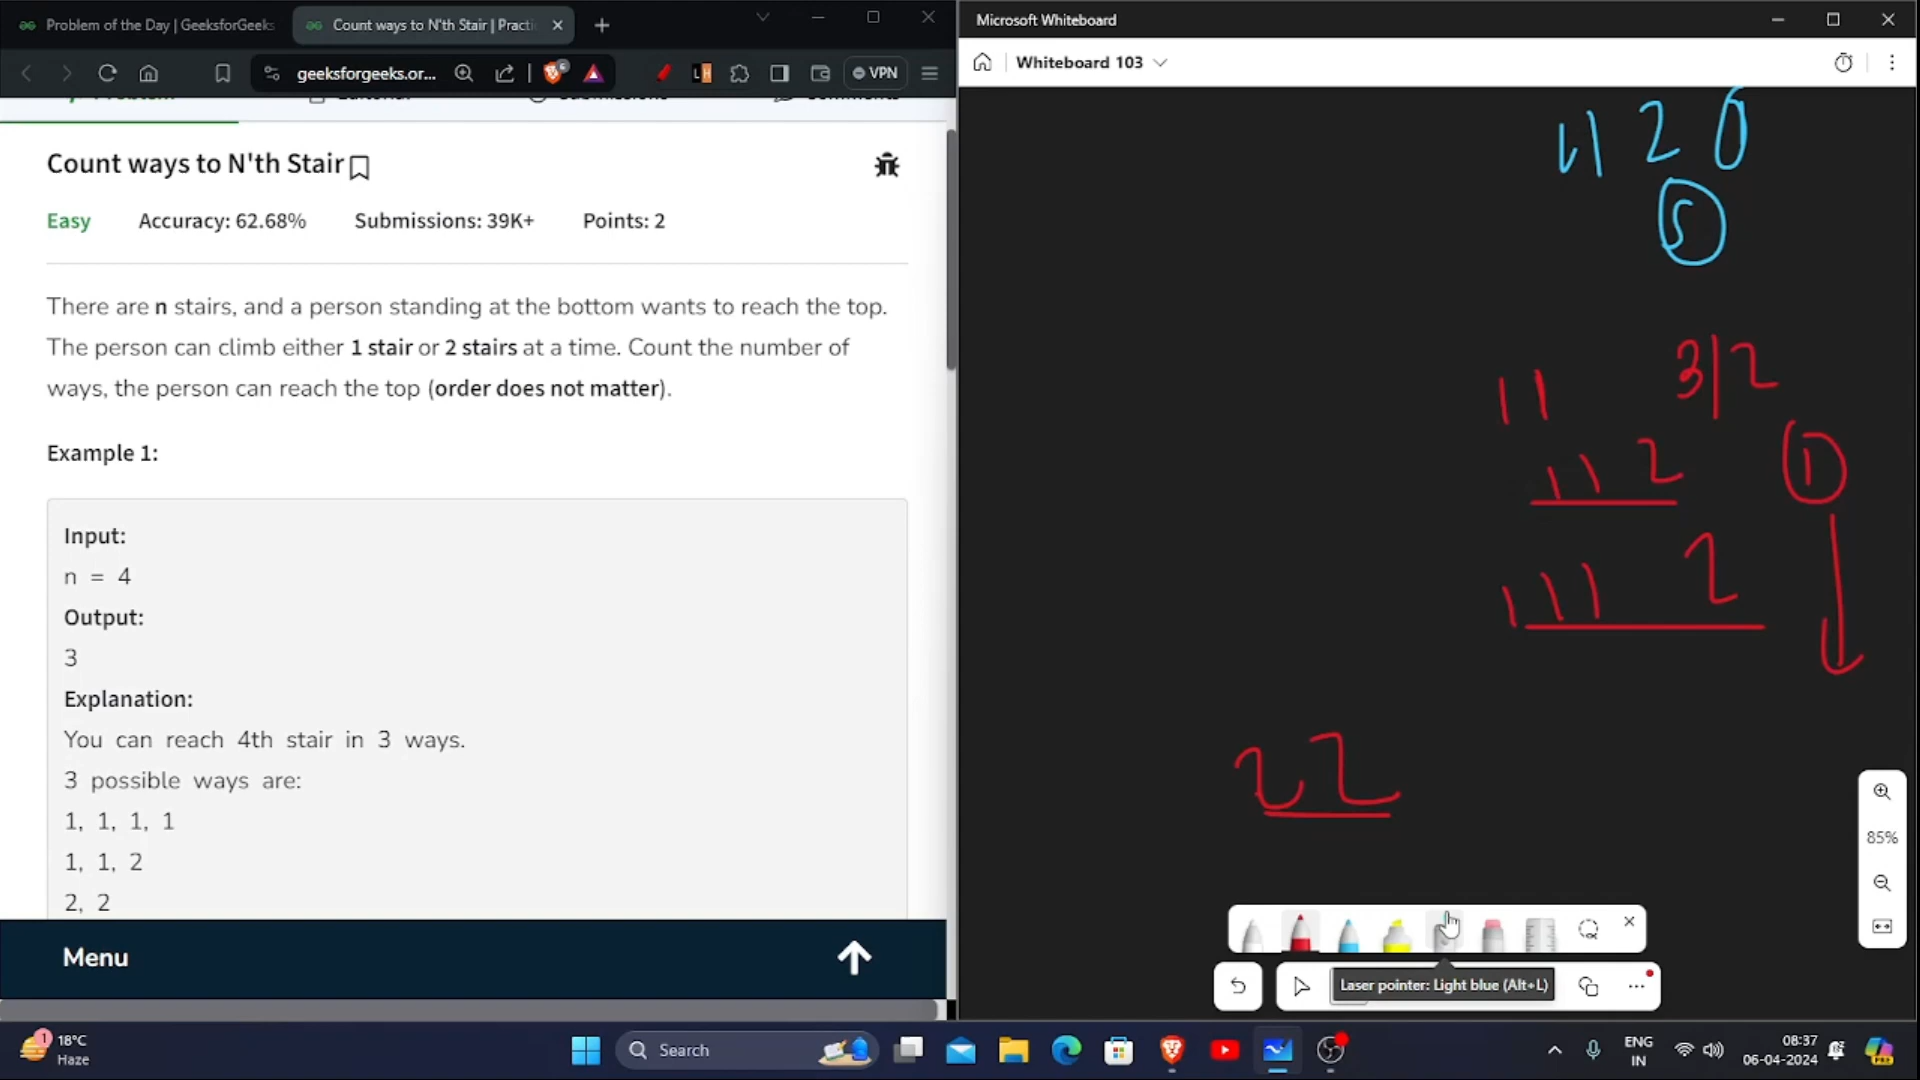 Problem of the Day | GeeksforGeeks
Count ways to N'th Stair | Practi
geeksforgeeks.or...
VPN
Problem
Editorial
Submissions
Comments
Count ways to N'th Stair
Easy
Accuracy: 62.68%
Submissions: 39K+
Points: 2
There are n stairs, and a person standing at the bottom wants to reach the top.
The person can climb either 1 stair or 2 stairs at a time. Count the number of
ways, the person can reach the top (order does not matter).
Example 1:
Input:
n = 4
Output:
3
Explanation:
You can reach 4th stair in 3 ways.
3 possible ways are:
1, 1, 1, 1
1, 1, 2
2, 2
Menu
Microsoft Whiteboard
Whiteboard 103
2
5
1 1 3|2
1 1 2 1
1 1 1 2
2 2
85%
Laser pointer: Light blue (Alt+L)
1
18°C
Haze
Search
ENG
IN
08:37
06-04-2024